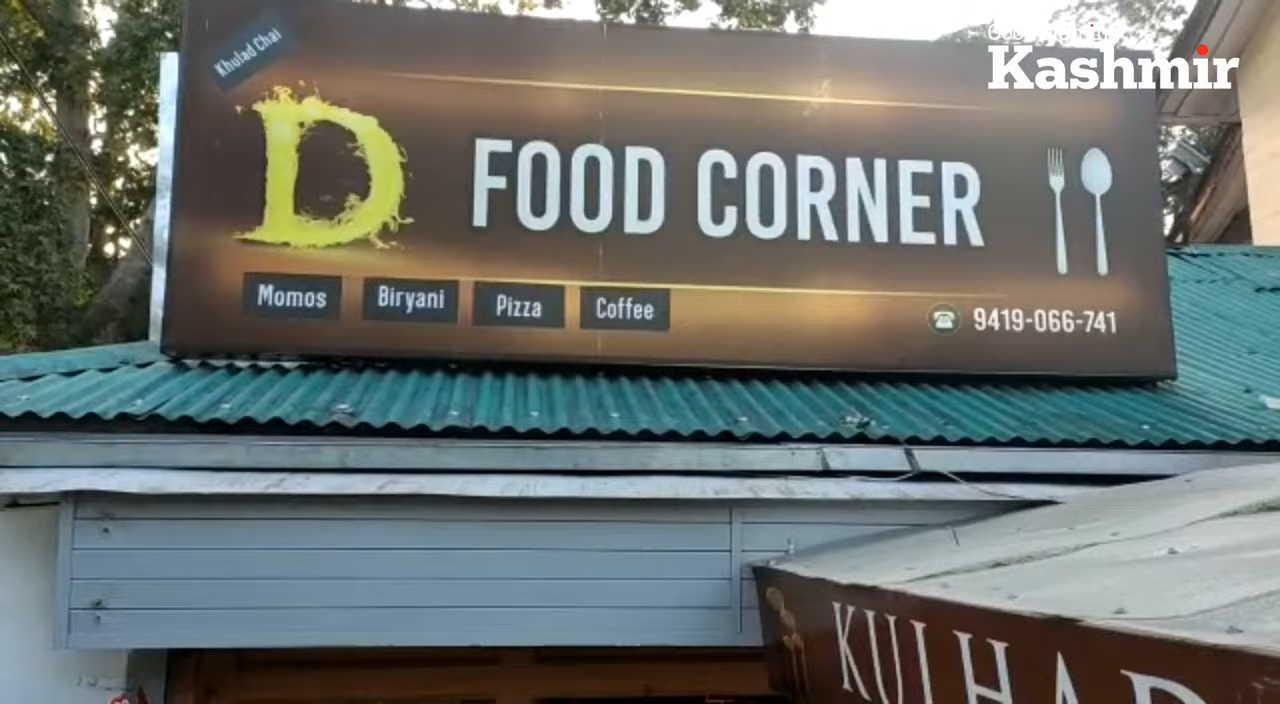 Kashmir
Khulad Chai
D FOOD CORNER
Momos Biryani Pizza Coffee
9419-066-741